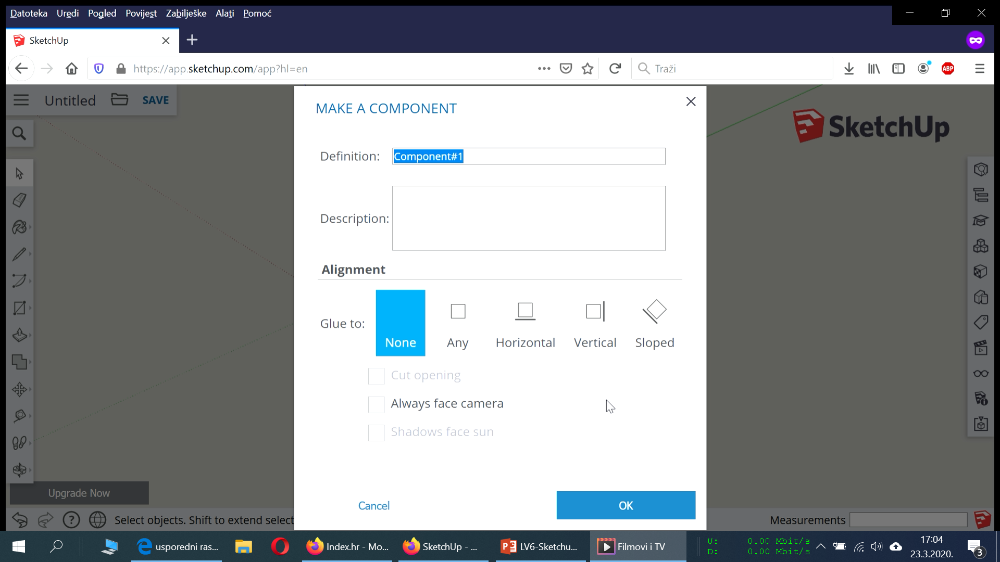 Datoteka Uredi Pogled Povijest Zabilješke Alati Pomoć
SketchUp
https://app.sketchup.com/app?hl=en
Traži
ABP
Untitled SAVE
MAKE A COMPONENT
SketchUp
Definition: Component#1
Description:
Alignment
Glue to:
None Any Horizontal Vertical Sloped
Cut opening
Always face camera
Shadows face sun
Upgrade Now
Cancel OK
Select objects. Shift to extend select
Measurements
usporedni ras... Index.hr - Mo... SketchUp - ... LV6-Sketchu... Filmovi i TV
U: 0.00 Mbit/s
D: 0.00 Mbit/s
17:04
23.3.2020.
3